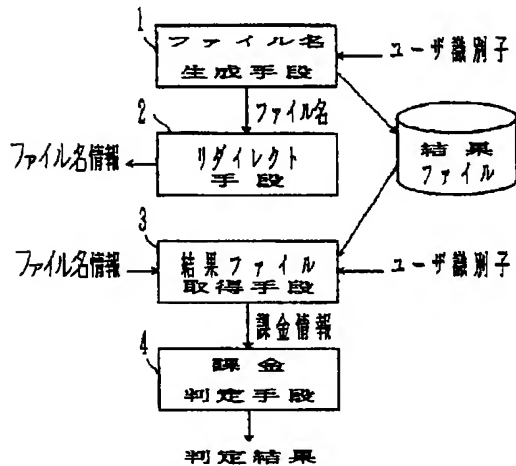 1
ファイル名
生成手段
ユーザ識別子
ファイル名
2
リダイレクト
手段
ファイル名情報
結果
ファイル
3
ファイル名情報
結果ファイル
取得手段
ユーザ識別子
課金情報
4
課金
判定手段
判定結果